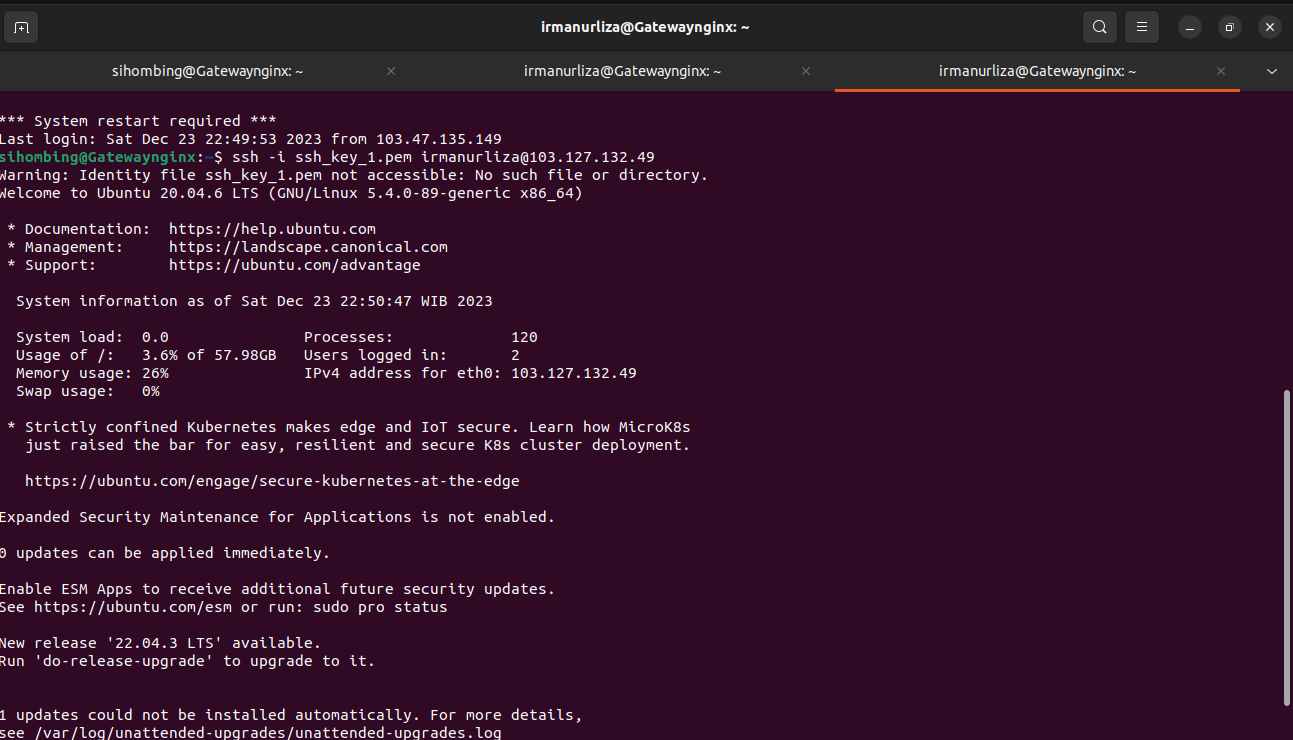 irmanurliza@Gatewaynginx: ~
sihombing@Gatewaynginx: ~
irmanurliza@Gatewaynginx: ~
irmanurliza@Gatewaynginx: ~
*** System restart required ***
Last login: Sat Dec 23 22:49:53 2023 from 103.47.135.149
sihombing@Gatewaynginx:~$ ssh -i ssh_key_1.pem irmanurliza@103.127.132.49
Warning: Identity file ssh_key_1.pem not accessible: No such file or directory.
Welcome to Ubuntu 20.04.6 LTS (GNU/Linux 5.4.0-89-generic x86_64)
* Documentation:  https://help.ubuntu.com
* Management:     https://landscape.canonical.com
* Support:        https://ubuntu.com/advantage
System information as of Sat Dec 23 22:50:47 WIB 2023
System load:  0.0               Processes:             120
Usage of /:   3.6% of 57.98GB   Users logged in:       2
Memory usage: 26%               IPv4 address for eth0: 103.127.132.49
Swap usage:   0%
* Strictly confined Kubernetes makes edge and IoT secure. Learn how MicroK8s
just raised the bar for easy, resilient and secure K8s cluster deployment.
https://ubuntu.com/engage/secure-kubernetes-at-the-edge
Expanded Security Maintenance for Applications is not enabled.
0 updates can be applied immediately.
Enable ESM Apps to receive additional future security updates.
See https://ubuntu.com/esm or run: sudo pro status
New release '22.04.3 LTS' available.
Run 'do-release-upgrade' to upgrade to it.
1 updates could not be installed automatically. For more details,
see /var/log/unattended-upgrades/unattended-upgrades.log